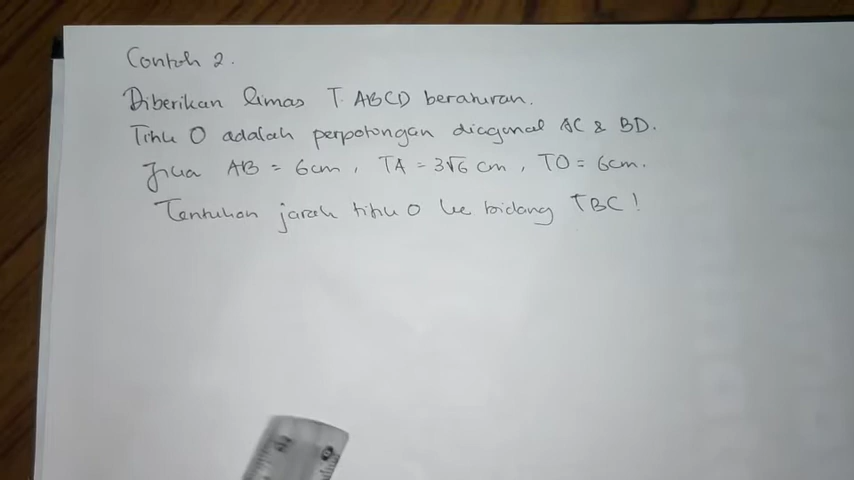 Contoh 2.
Diberikan limas T. ABCD beraturan.
Titik O adalah perpotongan diagonal AC & BD.
Jika AB = 6cm, TA = 3√6 cm, TO = 6cm.
Tentukan jarak titik O ke bidang TBC!